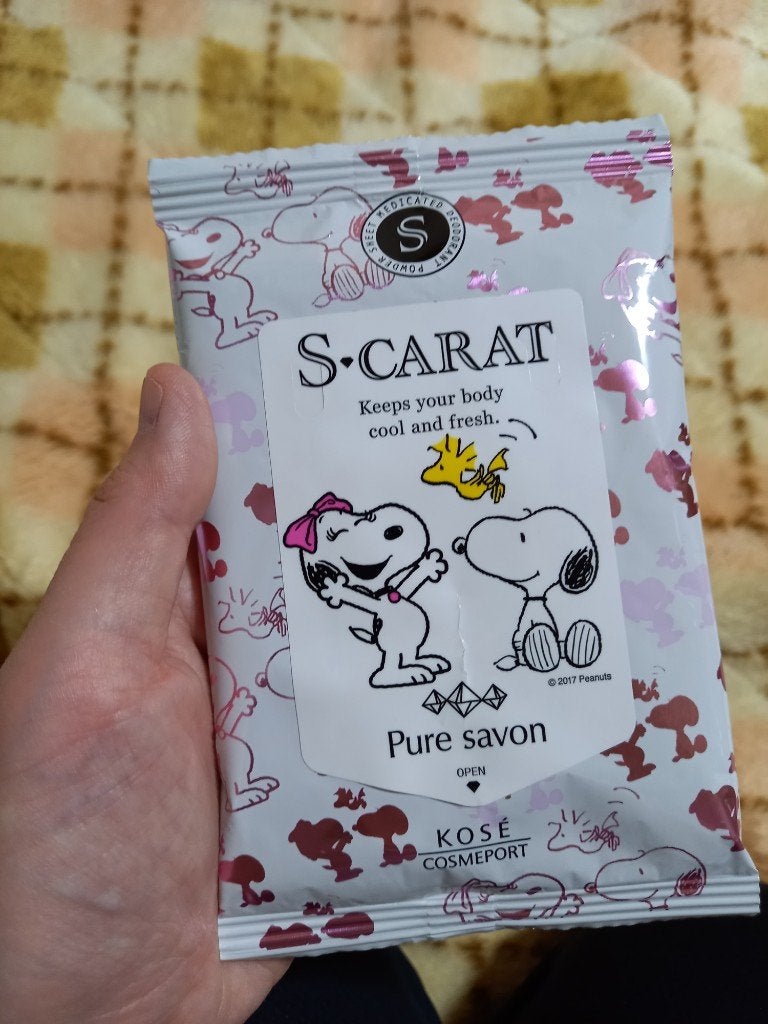 POWDER SHEET MEDICATED DEODORANT
S
S CARAT
Keeps your body
cool and fresh.
© 2017 Peanuts
Pure savon
OPEN
KOSÉ
COSMEPORT